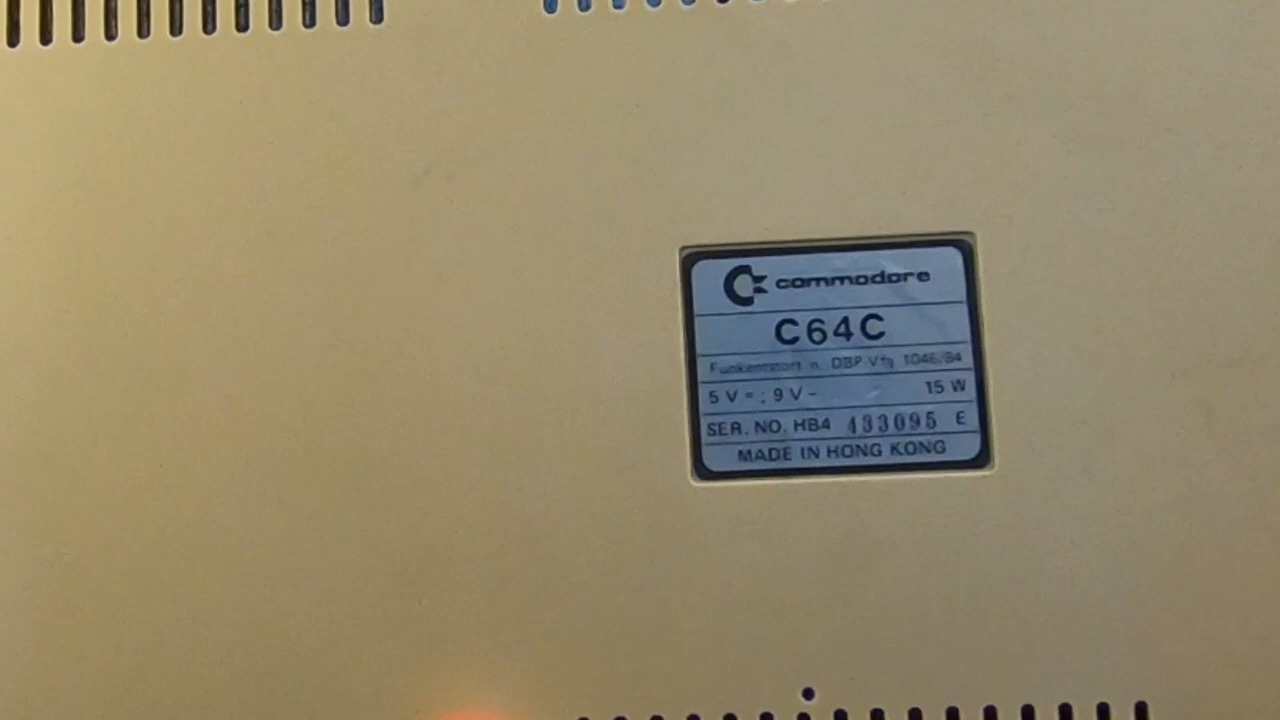 commodore
C64C
Funkentstört n. DBP-Vfg 1046/84
5 V = ; 9 V ~ 15 W
SER. NO. HB4 433095 E
MADE IN HONG KONG